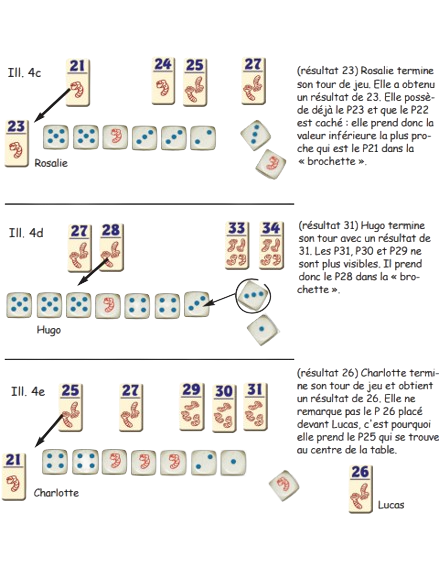 Ill. 4c
21
24
25
27
23
Rosalie
(résultat 23) Rosalie termine
son tour de jeu. Elle a obtenu
un résultat de 23. Elle possè-
de déjà le P23 et que le P22
est caché : elle prend donc la
valeur inférieure la plus pro-
che qui est le P21 dans la
« brochette ».
Ill. 4d
27
28
33
34
Hugo
(résultat 31) Hugo termine
son tour avec un résultat de
31. Les P31, P30 et P29 ne
sont plus visibles. Il prend
donc le P28 dans la « bro-
chette ».
Ill. 4e
25
27
29
30
31
21
Charlotte
(résultat 26) Charlotte termi-
ne son tour de jeu et obtient
un résultat de 26. Elle ne
remarque pas le P 26 placé
devant Lucas, c'est pourquoi
elle prend le P25 qui se trouve
au centre de la table.
26
Lucas